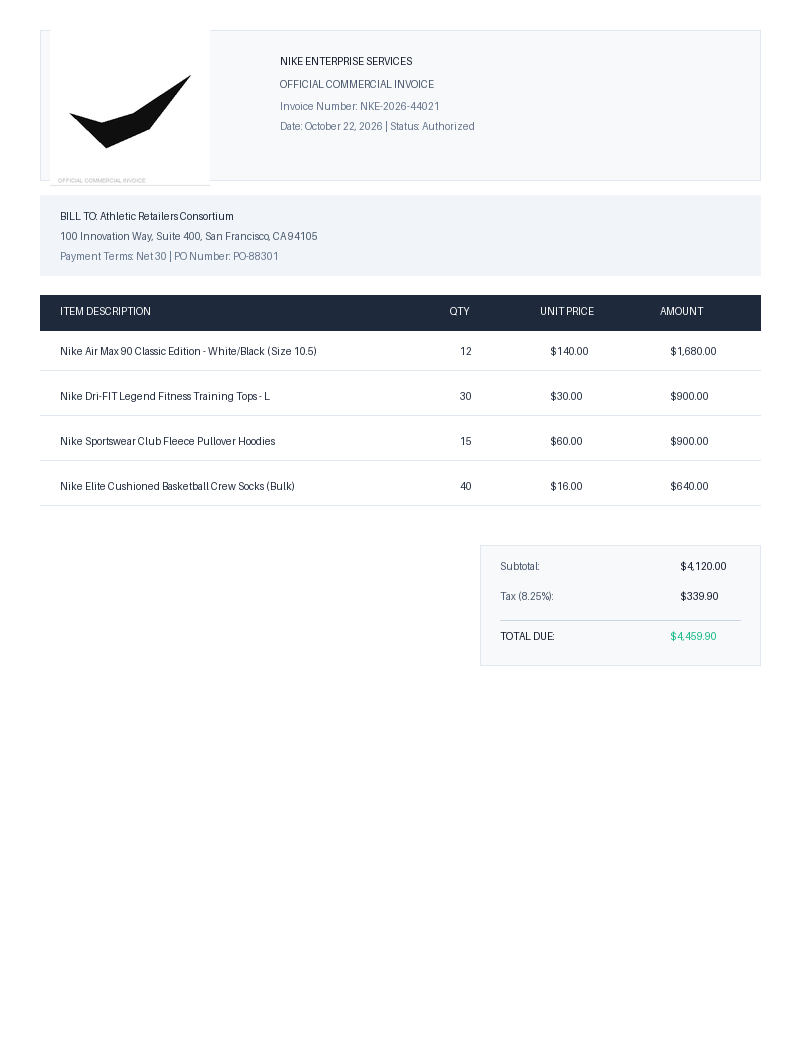 NIKE ENTERPRISE SERVICES
OFFICIAL COMMERCIAL INVOICE
Invoice Number: NKE-2026-44021
Date: October 22, 2026 | Status: Authorized
OFFICIAL COMMERCIAL INVOICE
BILL TO: Athletic Retailers Consortium
100 Innovation Way, Suite 400, San Francisco, CA 94105
Payment Terms: Net 30 | PO Number: PO-88301
ITEM DESCRIPTION QTY UNIT PRICE AMOUNT
Nike Air Max 90 Classic Edition - White/Black (Size 10.5) 12 $140.00 $1,680.00
Nike Dri-FIT Legend Fitness Training Tops - L 30 $30.00 $900.00
Nike Sportswear Club Fleece Pullover Hoodies 15 $60.00 $900.00
Nike Elite Cushioned Basketball Crew Socks (Bulk) 40 $16.00 $640.00
Subtotal: $4,120.00
Tax (8.25%): $339.90
TOTAL DUE: $4,459.90